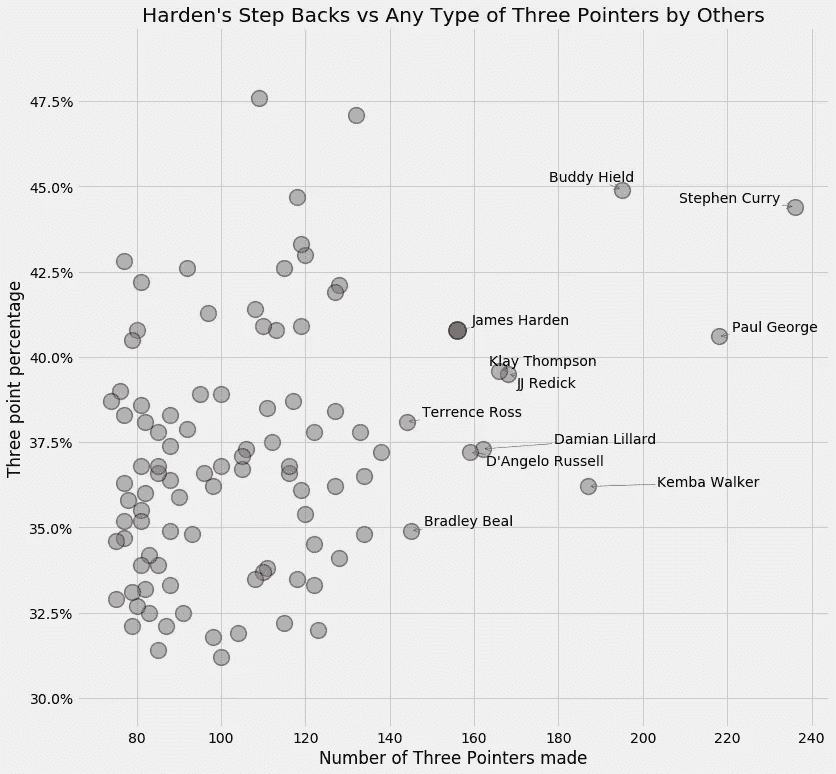 Harden's Step Backs vs Any Type of Three Pointers by Others
47.5%
Buddy Hield
45.0%
Stephen Curry
42.5%
James Harden
Paul George
40.0%
Klay Thompson
JJ Redick
Terrence Ross
37.5%
Damian Lillard
D'Angelo Russell
Kemba Walker
35.0%
Bradley Beal
32.5%
30.0%
Three point percentage
80 100 120 140 160 180 200 220 240
Number of Three Pointers made